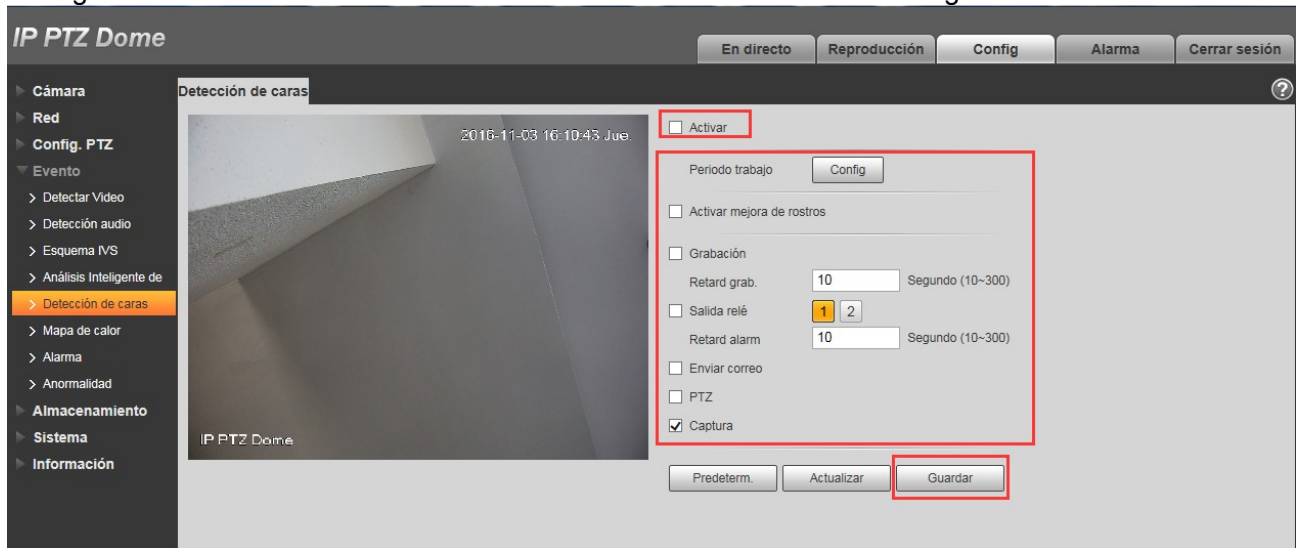 IP PTZ Dome
En directo
Reproducción
Config
Alarma
Cerrar sesión
Cámara
Red
Config. PTZ
Evento
Detectar Video
Detección audio
Esquema IVS
Análisis Inteligente de
Detección de caras
Mapa de calor
Alarma
Anormalidad
Almacenamiento
Sistema
Información
Detección de caras
?
2016-11-03 16:10:43 Jue.
IP PTZ Dome
Activar
Periodo trabajo Config
Activar mejora de rostros
Grabación
Retard grab. 10 Segundo (10~300)
Salida relé 1 2
Retard alarm 10 Segundo (10~300)
Enviar correo
PTZ
Captura
Predeterm. Actualizar Guardar